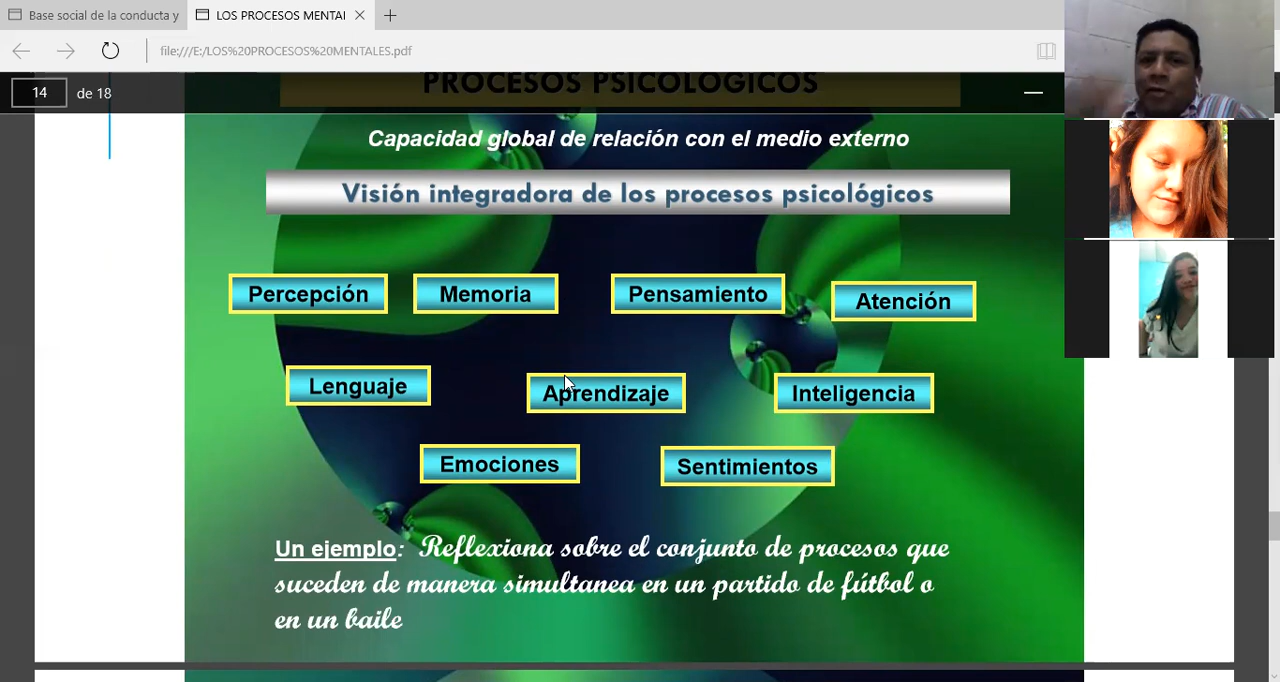 Base social de la conducta y
LOS PROCESOS MENTAI
file:///E:/LOS%20PROCESOS%20MENTALES.pdf
14 de 18
PROCESOS PSICOLÓGICOS
Capacidad global de relación con el medio externo
Visión integradora de los procesos psicológicos
Percepción Memoria Pensamiento Atención
Lenguaje Aprendizaje Inteligencia
Emociones Sentimientos
Un ejemplo: Reflexiona sobre el conjunto de procesos que
suceden de manera simultanea en un partido de fútbol o
en un baile